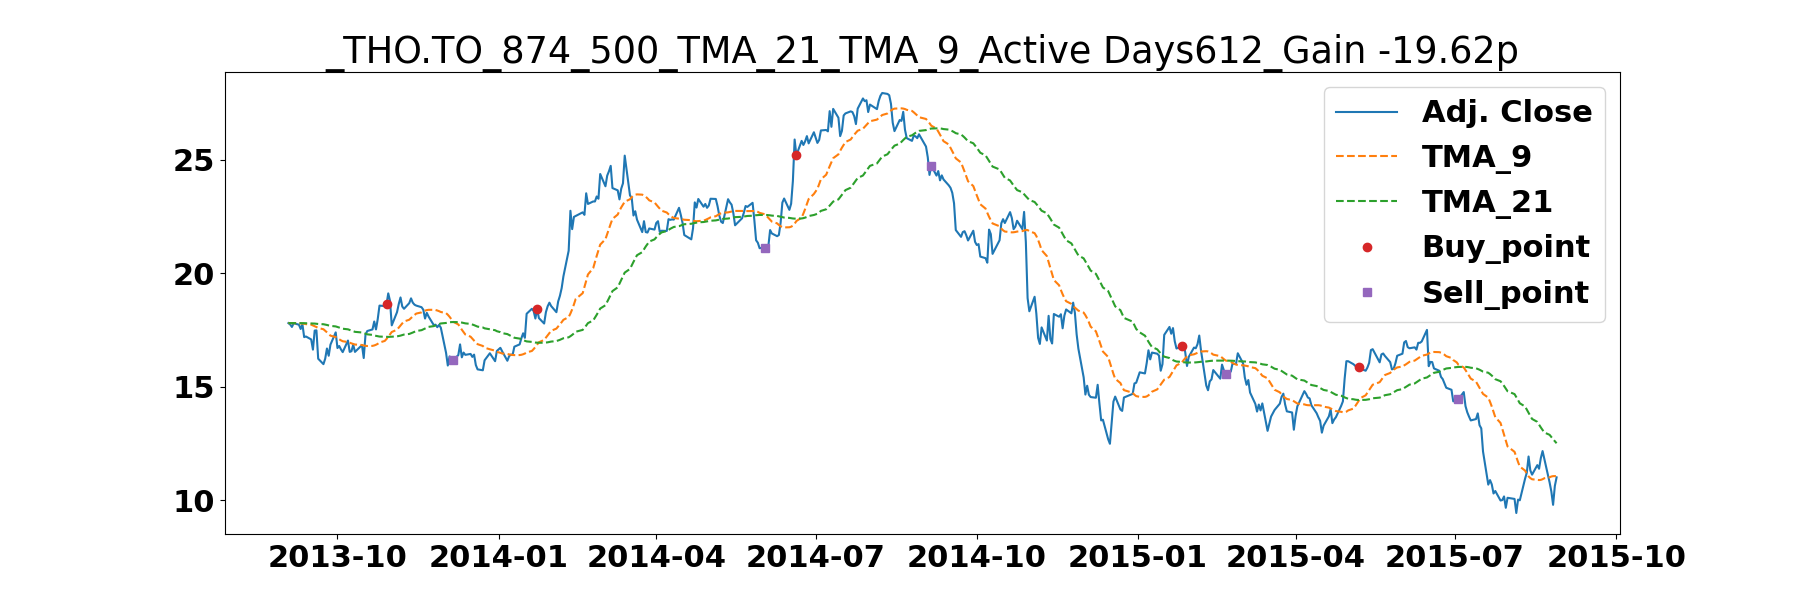 _THO.TO_874_500_TMA_21_TMA_9_Active Days612_Gain -19.62p
Adj. Close
TMA_9
TMA_21
Buy_point
Sell_point
25
20
15
10
2013-10 2014-01 2014-04 2014-07 2014-10 2015-01 2015-04 2015-07 2015-10